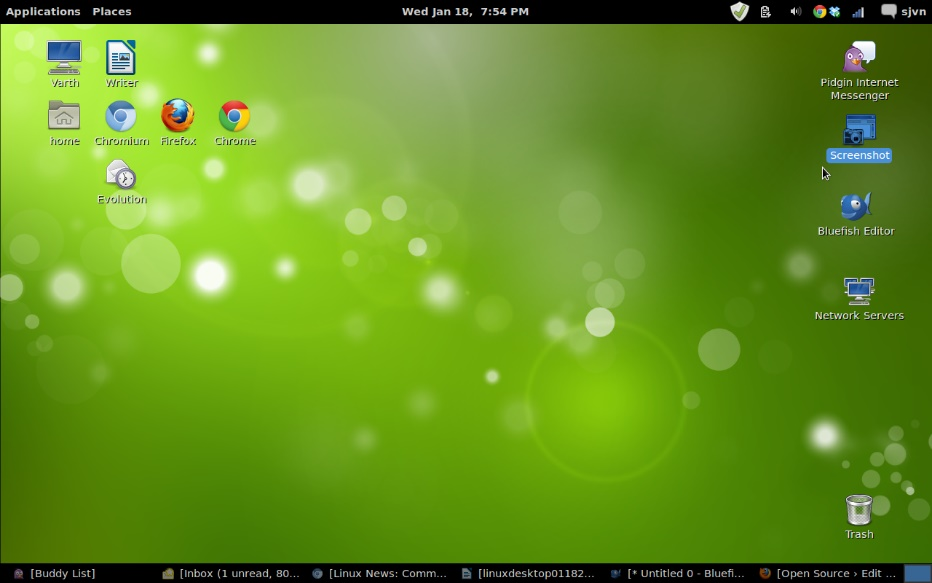 Applications Places Wed Jan 18, 7:54 PM sjvn
Varth Writer
home Chromium Firefox Chrome
Evolution
Pidgin Internet
Messenger
Screenshot
Bluefish Editor
Network Servers
Trash
[Buddy List] [Inbox (1 unread, 80... [Linux News: Comm... [linuxdesktop01182... [* Untitled 0 - Bluefi... [Open Source › Edit ...